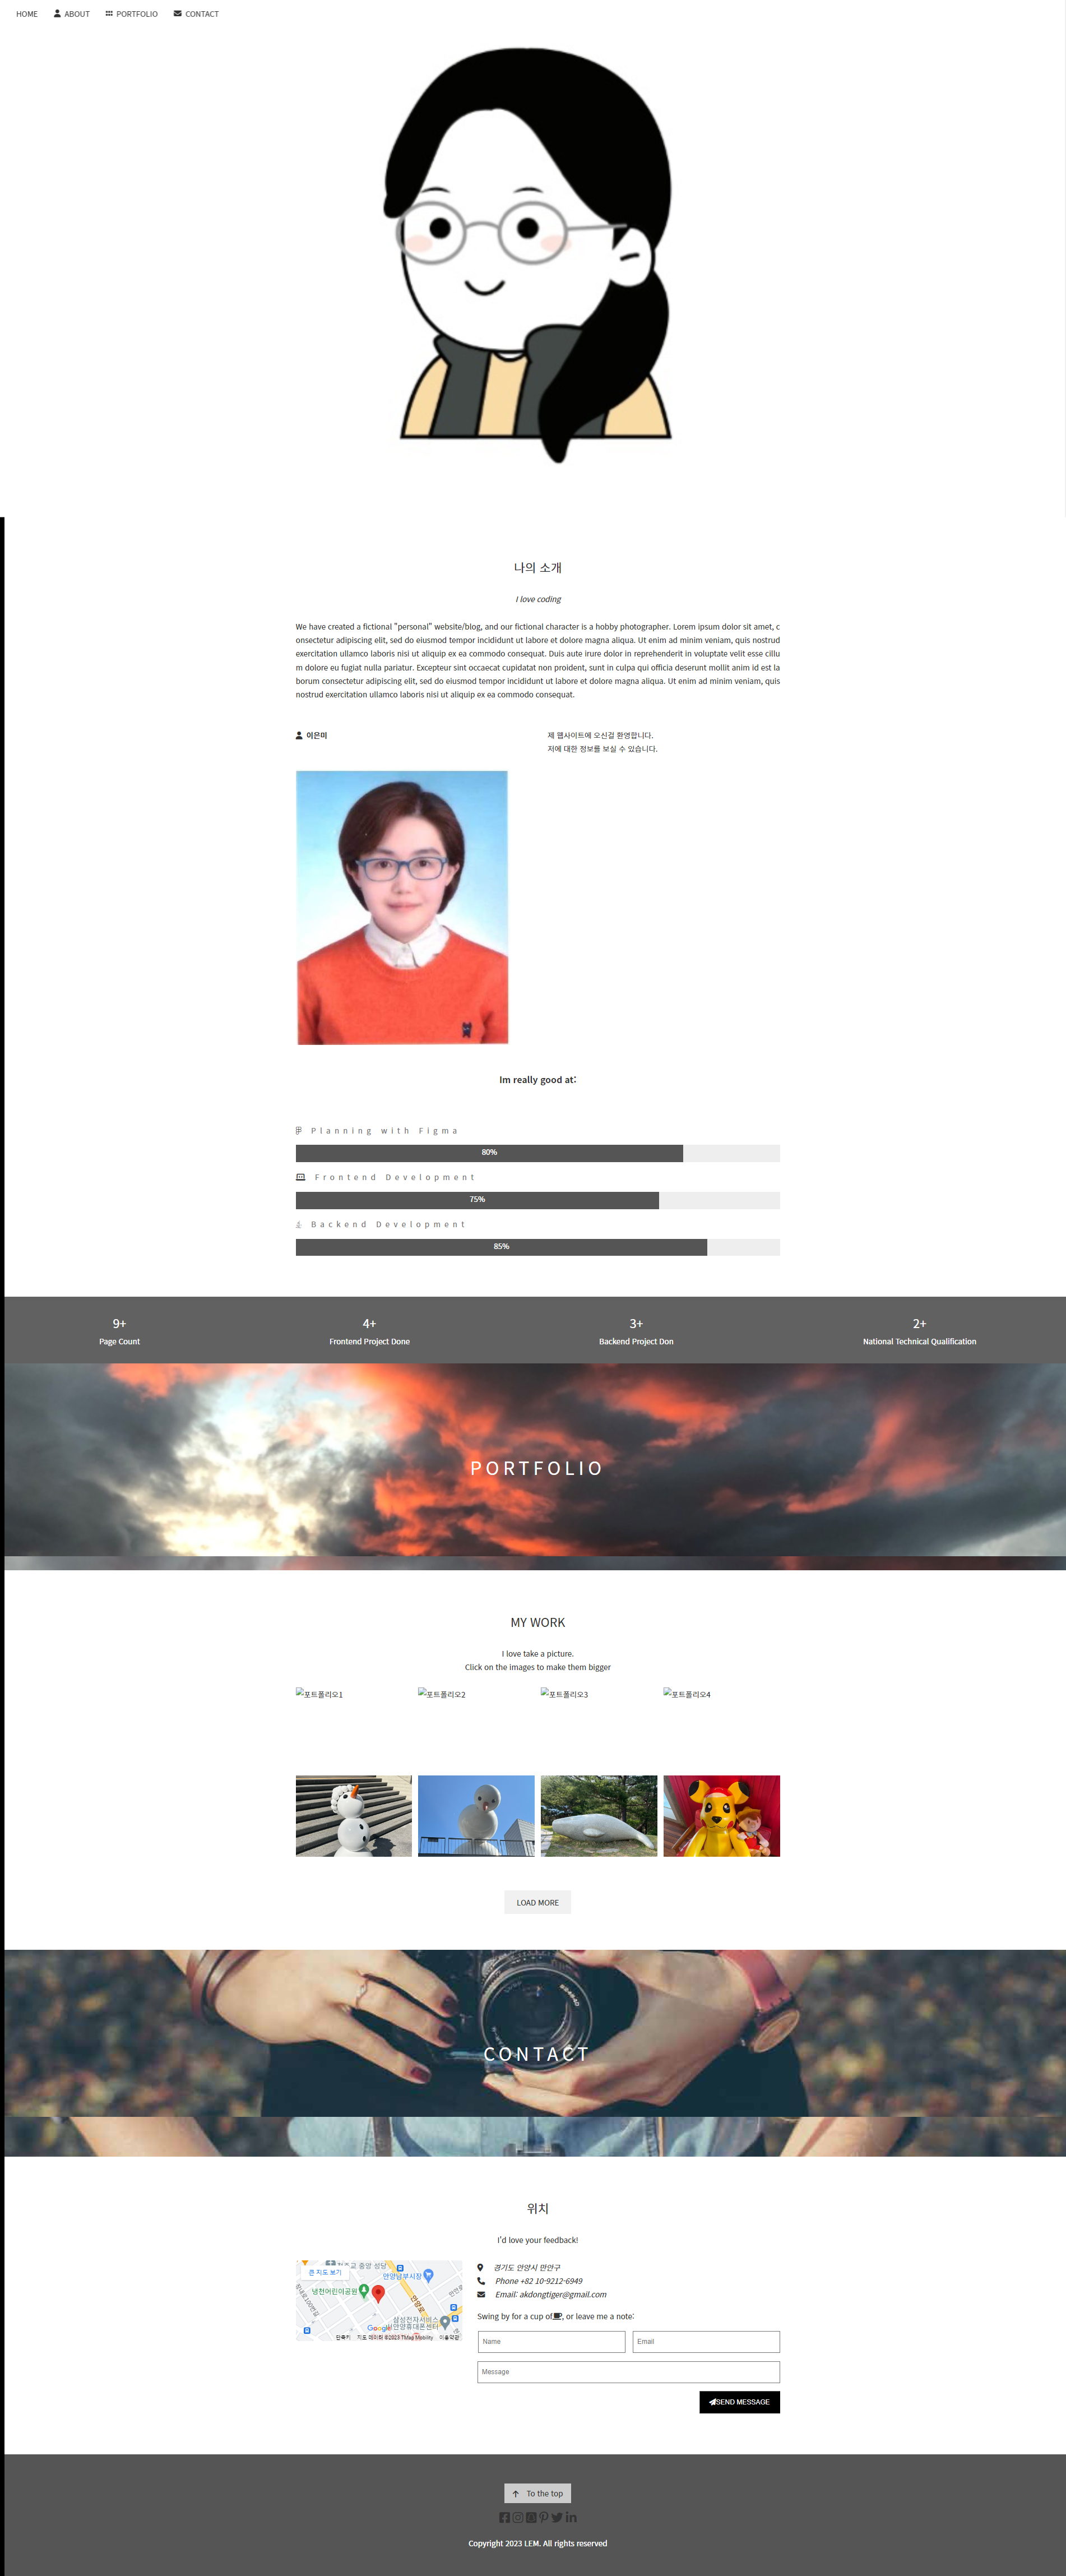 HOME ABOUT PORTFOLIO CONTACT
나의 소개
I love coding
We have created a fictional "personal" website/blog, and our fictional character is a hobby photographer. Lorem ipsum dolor sit amet, c
onsectetur adipiscing elit, sed do eiusmod tempor incididunt ut labore et dolore magna aliqua. Ut enim ad minim veniam, quis nostrud
exercitation ullamco laboris nisi ut aliquip ex ea commodo consequat. Duis aute irure dolor in reprehenderit in voluptate velit esse cillu
m dolore eu fugiat nulla pariatur. Excepteur sint occaecat cupidatat non proident, sunt in culpa qui officia deserunt mollit anim id est la
borum consectetur adipiscing elit, sed do eiusmod tempor incididunt ut labore et dolore magna aliqua. Ut enim ad minim veniam, quis
nostrud exercitation ullamco laboris nisi ut aliquip ex ea commodo consequat.
이은미
제 웹사이트에 오신걸 환영합니다.
저에 대한 정보를 보실 수 있습니다.
Im really good at:
Planning with Figma
80%
Frontend Development
75%
Backend Development
85%
9+ 4+ 3+ 2+
Page Count Frontend Project Done Backend Project Don National Technical Qualification
PORTFOLIO
MY WORK
I love take a picture.
Click on the images to make them bigger
포트폴리오1 포트폴리오2 포트폴리오3 포트폴리오4
LOAD MORE
CONTACT
위치
I'd love your feedback!
큰 지도 보기
안양남부시장
냉천어린이공원
안양로
삼성전자서비스
안양휴대폰센터
Google
단축키 지도 데이터 ©2023 TMap Mobility 이용약관
경기도 안양시 만안구
Phone +82 10-9212-6949
Email: akdongtiger@gmail.com
Swing by for a cup of , or leave me a note:
Name Email
Message
SEND MESSAGE
To the top
Copyright 2023 LEM. All rights reserved